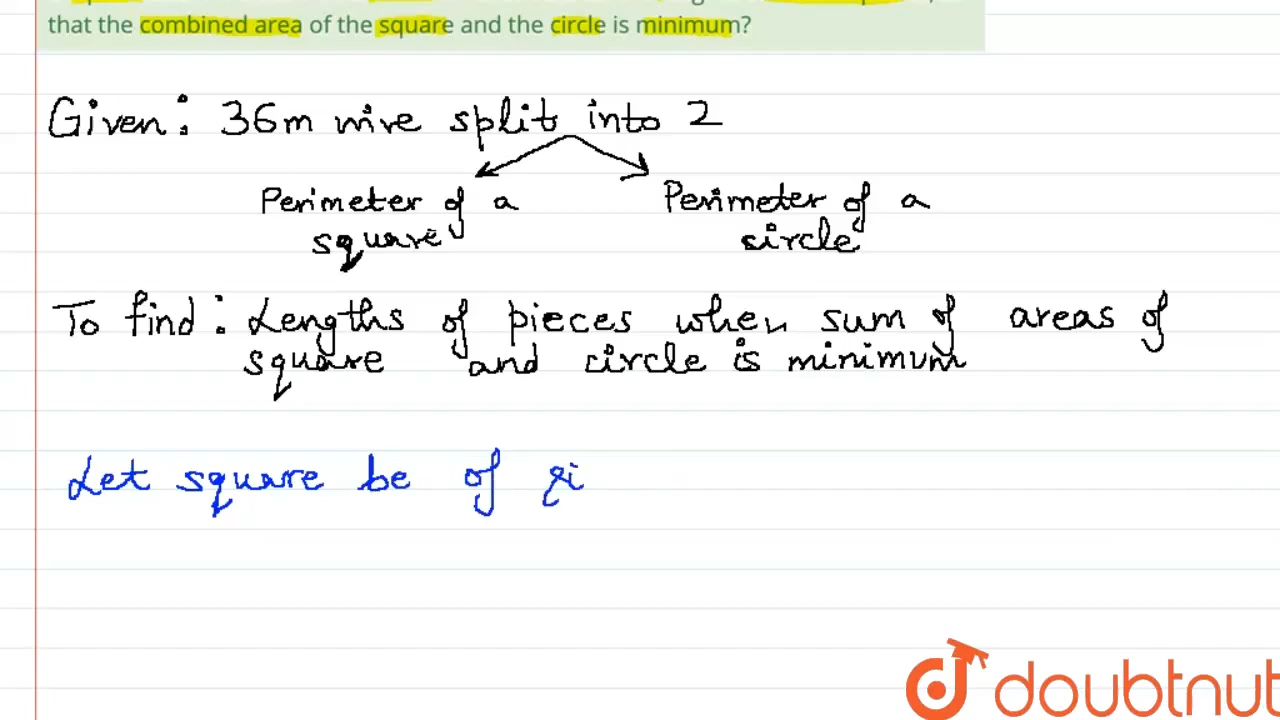 that the combined area of the square and the circle is minimum?
Given: 36m wire split into 2
Perimeter of a
square
Perimeter of a
circle
To find: Lengths of pieces when sum of areas of
square and circle is minimum
Let square be of si
doubtnut